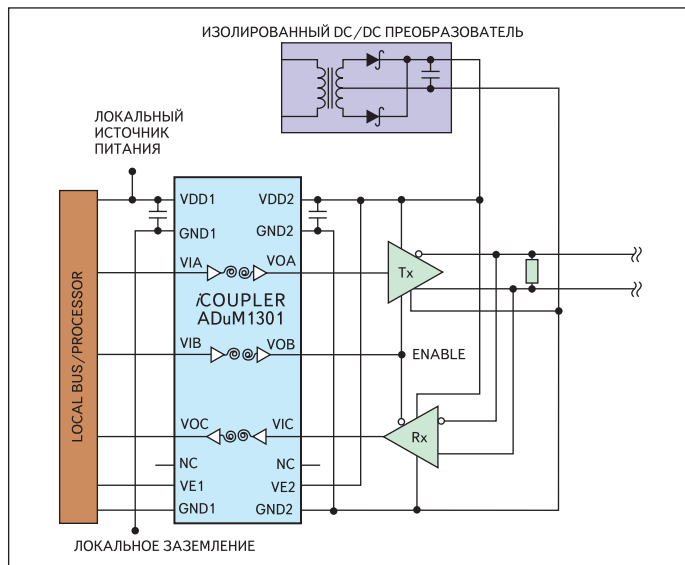 ИЗОЛИРОВАННЫЙ DC/DC ПРЕОБРАЗОВАТЕЛЬ
ЛОКАЛЬНЫЙ
ИСТОЧНИК
ПИТАНИЯ
LOCAL BUS/PROCESSOR
VDD1
VDD2
GND1
GND2
VIA
VOA
Tx
iCOUPLER
ADuM1301
VIB
VOB
ENABLE
VOC
VIC
Rx
NC
NC
VE1
VE2
GND1
GND2
ЛОКАЛЬНОЕ ЗАЗЕМЛЕНИЕ